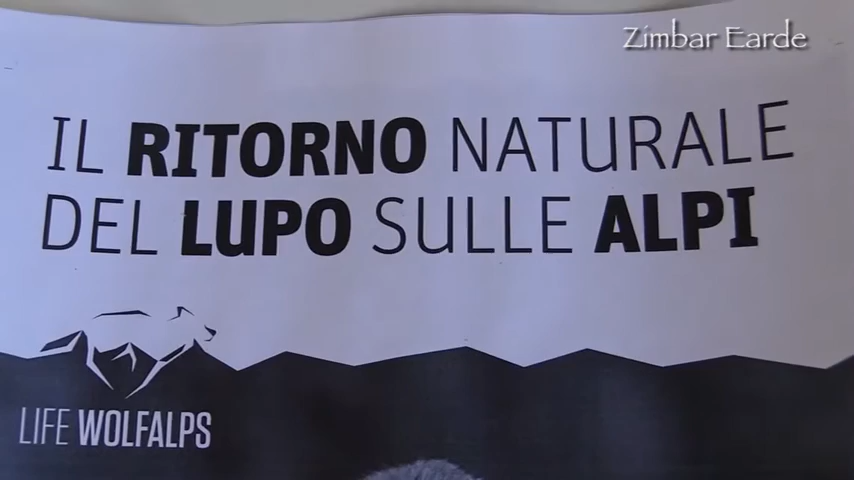 Zimbar Earde
IL RITORNO NATURALE
DEL LUPO SULLE ALPI
LIFE WOLFALPS